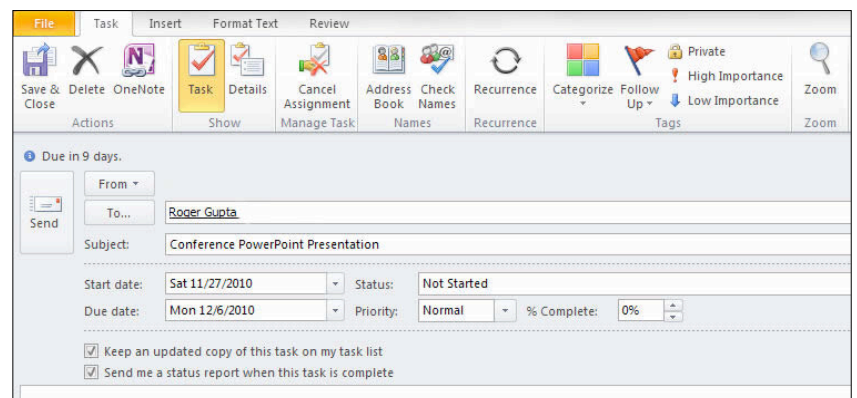 File Task Insert Format Text Review
Save & Close Delete OneNote Task Details Cancel Assignment Address Book Check Names Recurrence Categorize Follow Up Private
High Importance
Low Importance
Zoom
Actions Show Manage Task Names Recurrence Tags Zoom
Due in 9 days.
From
Send
To... Roger Gupta
Subject: Conference PowerPoint Presentation
Start date: Sat 11/27/2010 Status: Not Started
Due date: Mon 12/6/2010 Priority: Normal % Complete: 0%
Keep an updated copy of this task on my task list
Send me a status report when this task is complete